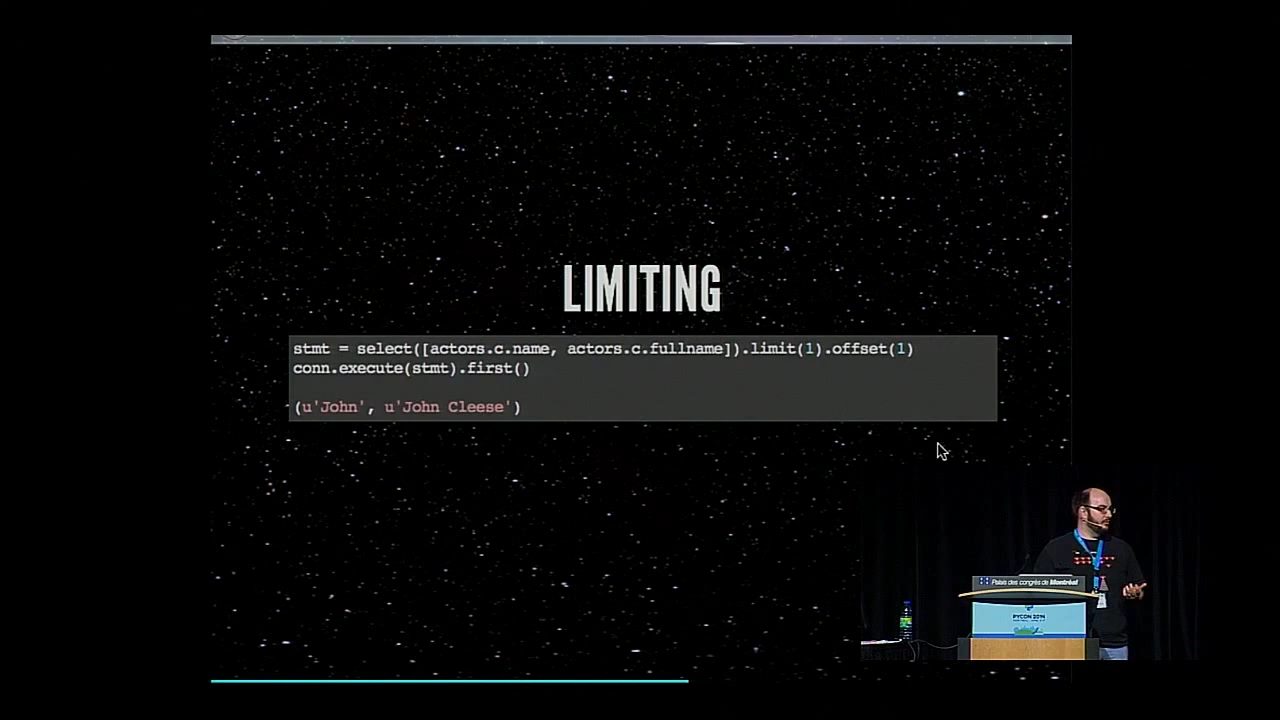 LIMITING
stmt = select([actors.c.name, actors.c.fullname]).limit(1).offset(1)
conn.execute(stmt).first()
(u'John', u'John Cleese')
Palais des congrès de Montréal
PYCON 2014